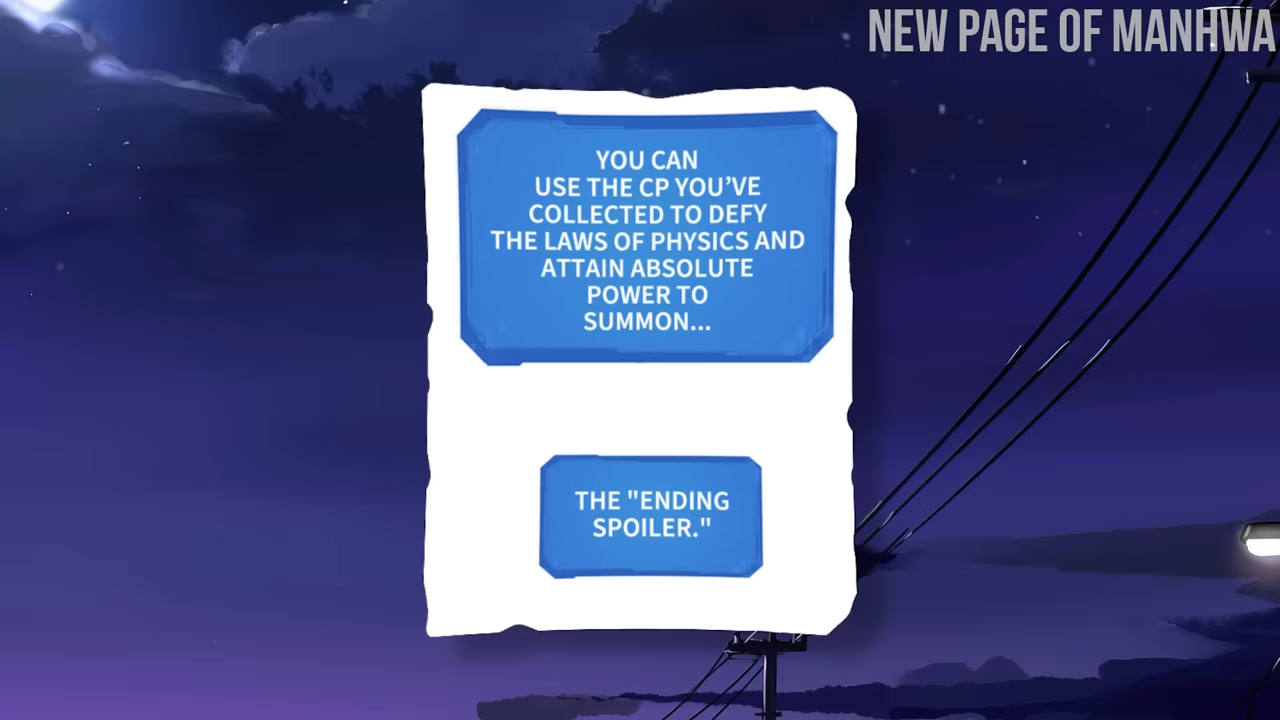 NEW PAGE OF MANHWA
YOU CAN
USE THE CP YOU’VE
COLLECTED TO DEFY
THE LAWS OF PHYSICS AND
ATTAIN ABSOLUTE
POWER TO
SUMMON...
THE "ENDING
SPOILER."